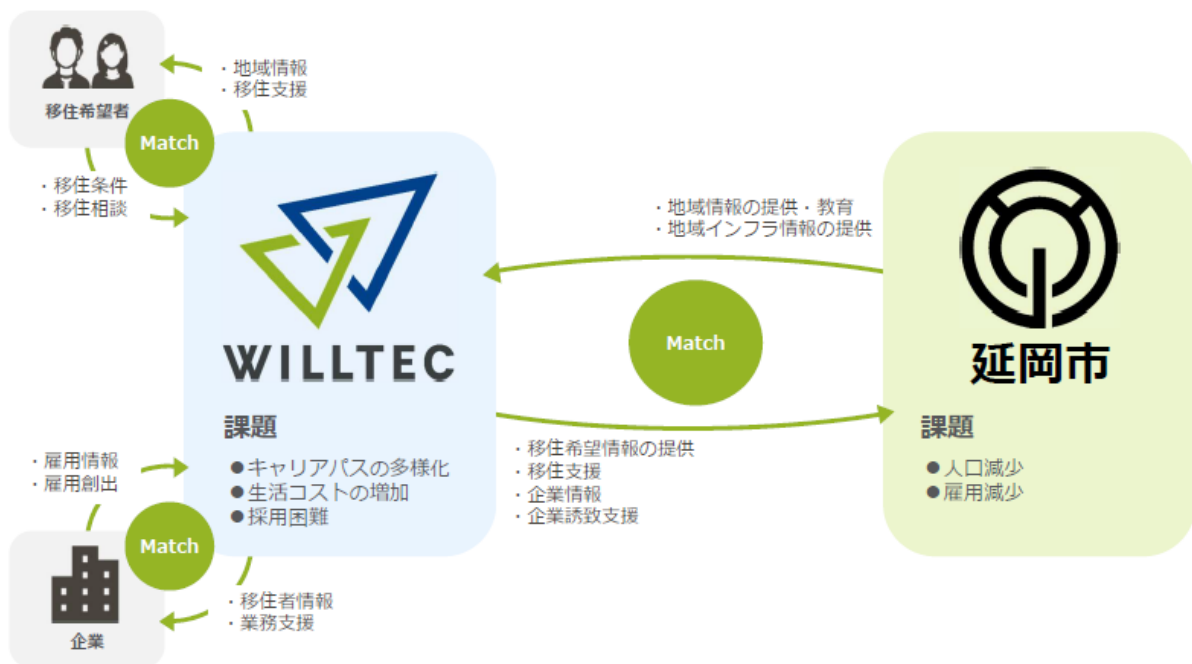 移住希望者
Match
・地域情報
・移住支援
・移住条件
・移住相談
WILLTEC
課題
●キャリアパスの多様化
●生活コストの増加
●採用困難
・雇用情報
・雇用創出
Match
企業
・移住者情報
・業務支援
・地域情報の提供・教育
・地域インフラ情報の提供
Match
・移住希望情報の提供
・移住支援
・企業情報
・企業誘致支援
延岡市
課題
●人口減少
●雇用減少